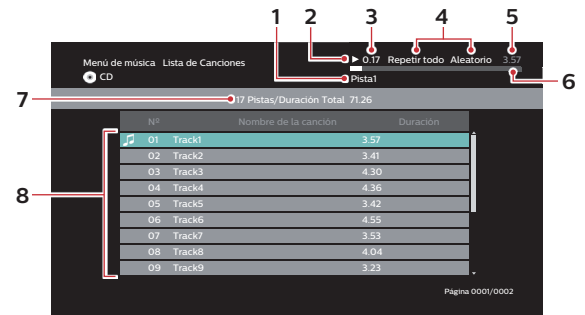 1 2 3 4 5
Menú de música Lista de Canciones
0.17 Repetir todo Aleatorio 3.57
CD
6
Pista1
7
17 Pistas/Duración Total 71.26
Nº Nombre de la canción Duración
01 Track1 3.57
02 Track2 3.41
03 Track3 4.30
04 Track4 4.36
8
05 Track5 3.42
06 Track6 4.55
07 Track7 3.53
08 Track8 4.04
09 Track9 3.23
Página 0001/0002